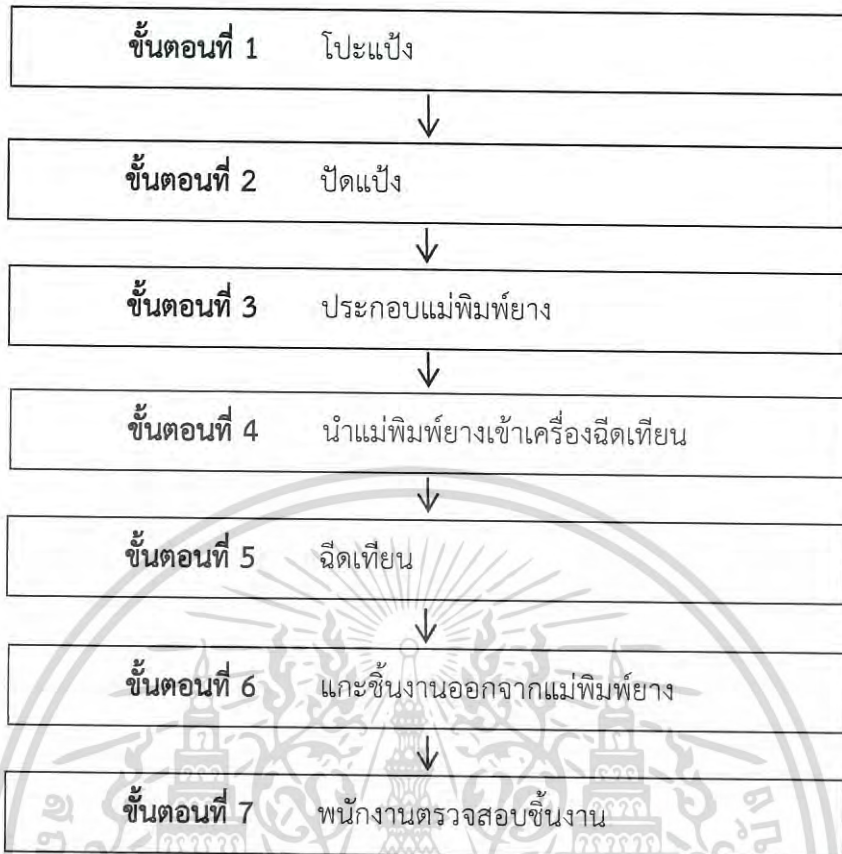 ขั้นตอนที่ 1 โปะแป้ง
ขั้นตอนที่ 2 ปัดแป้ง
ขั้นตอนที่ 3 ประกอบแม่พิมพ์ยาง
ขั้นตอนที่ 4 นำแม่พิมพ์ยางเข้าเครื่องฉีดเทียน
ขั้นตอนที่ 5 ฉีดเทียน
ขั้นตอนที่ 6 แกะชิ้นงานออกจากแม่พิมพ์ยาง
ขั้นตอนที่ 7 พนักงานตรวจสอบชิ้นงาน